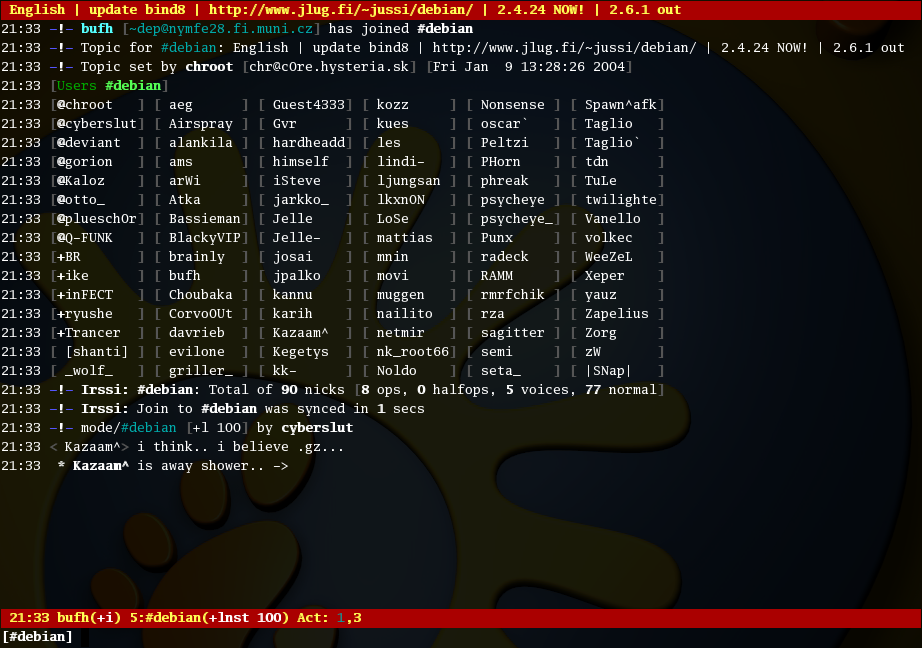 English | update bind8 | http://www.jlug.fi/~jussi/debian/ | 2.4.24 NOW! | 2.6.1 out
21:33 -!- bufh [~dep@nymfe28.fi.muni.cz] has joined #debian
21:33 -!- Topic for #debian: English | update bind8 | http://www.jlug.fi/~jussi/debian/ | 2.4.24 NOW! | 2.6.1 out
21:33 -!- Topic set by chroot [chr@c0re.hysteria.sk] [Fri Jan  9 13:28:26 2004]
21:33 [Users #debian]
21:33 [@chroot   ] [ aeg      ] [ Guest4333] [ kozz     ] [ Nonsense ] [ Spawn^afk]
21:33 [@cyberslut] [ Airspray ] [ Gvr      ] [ kues     ] [ oscar`   ] [ Taglio   ]
21:33 [@deviant  ] [ alankila ] [ hardheadd] [ les      ] [ Peltzi   ] [ Taglio`  ]
21:33 [@gorion   ] [ ams      ] [ himself  ] [ lindi-   ] [ PHorn    ] [ tdn      ]
21:33 [@Kaloz    ] [ arWi     ] [ iSteve   ] [ ljungsan ] [ phreak   ] [ TuLe     ]
21:33 [@otto_    ] [ Atka     ] [ jarkko_  ] [ lkxnON   ] [ psycheye ] [ twilighte]
21:33 [@plueschOr] [ Bassieman] [ Jelle    ] [ LoSe     ] [ psycheye_] [ Vanello  ]
21:33 [@Q-FUNK   ] [ BlackyVIP] [ Jelle-   ] [ mattias  ] [ Punx     ] [ volkec   ]
21:33 [+BR       ] [ brainly  ] [ josai    ] [ mnin     ] [ radeck   ] [ WeeZeL   ]
21:33 [+ike      ] [ bufh     ] [ jpalko   ] [ movi     ] [ RAMM     ] [ Xeper    ]
21:33 [+inFECT   ] [ Choubaka ] [ kannu    ] [ muggen   ] [ rmrfchik ] [ yauz     ]
21:33 [+ryushe   ] [ CorvoOUt ] [ karih    ] [ nailito  ] [ rza      ] [ Zapelius ]
21:33 [+Trancer  ] [ davrieb  ] [ Kazaam^  ] [ netmir   ] [ sagitter ] [ Zorg     ]
21:33 [ [shanti] ] [ evilone  ] [ Kegetys  ] [ nk_root66] [ semi     ] [ zW       ]
21:33 [ _wolf_   ] [ griller_ ] [ kk-      ] [ Noldo    ] [ seta_    ] [ |SNap|   ]
21:33 -!- Irssi: #debian: Total of 90 nicks [8 ops, 0 halfops, 5 voices, 77 normal]
21:33 -!- Irssi: Join to #debian was synced in 1 secs
21:33 -!- mode/#debian [+l 100] by cyberslut
21:33 < Kazaam^> i think.. i believe .gz...
21:33  * Kazaam^ is away shower.. ->
21:33 bufh(+i) 5:#debian(+lnst 100) Act: 1,3
[#debian]